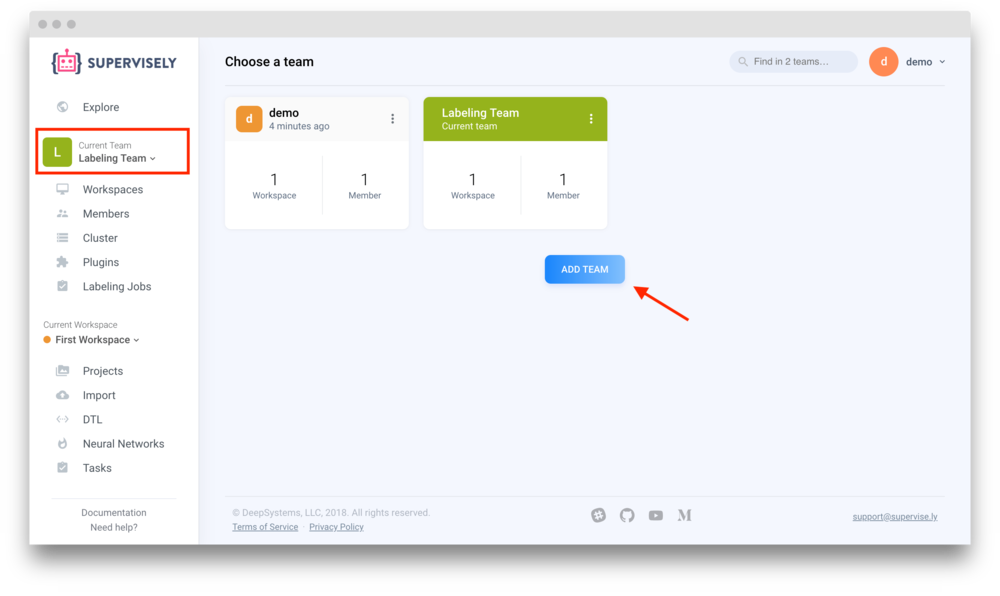 SUPERVISELY
Choose a team
Find in 2 teams...
d
demo
Explore
L
Current Team
Labeling Team
Workspaces
Members
Cluster
Plugins
Labeling Jobs
Current Workspace
First Workspace
Projects
Import
DTL
Neural Networks
Tasks
Documentation
Need help?
d
demo
4 minutes ago
1
Workspace
1
Member
Labeling Team
Current team
1
Workspace
1
Member
ADD TEAM
© DeepSystems, LLC, 2018. All rights reserved.
Terms of Service · Privacy Policy
support@supervise.ly